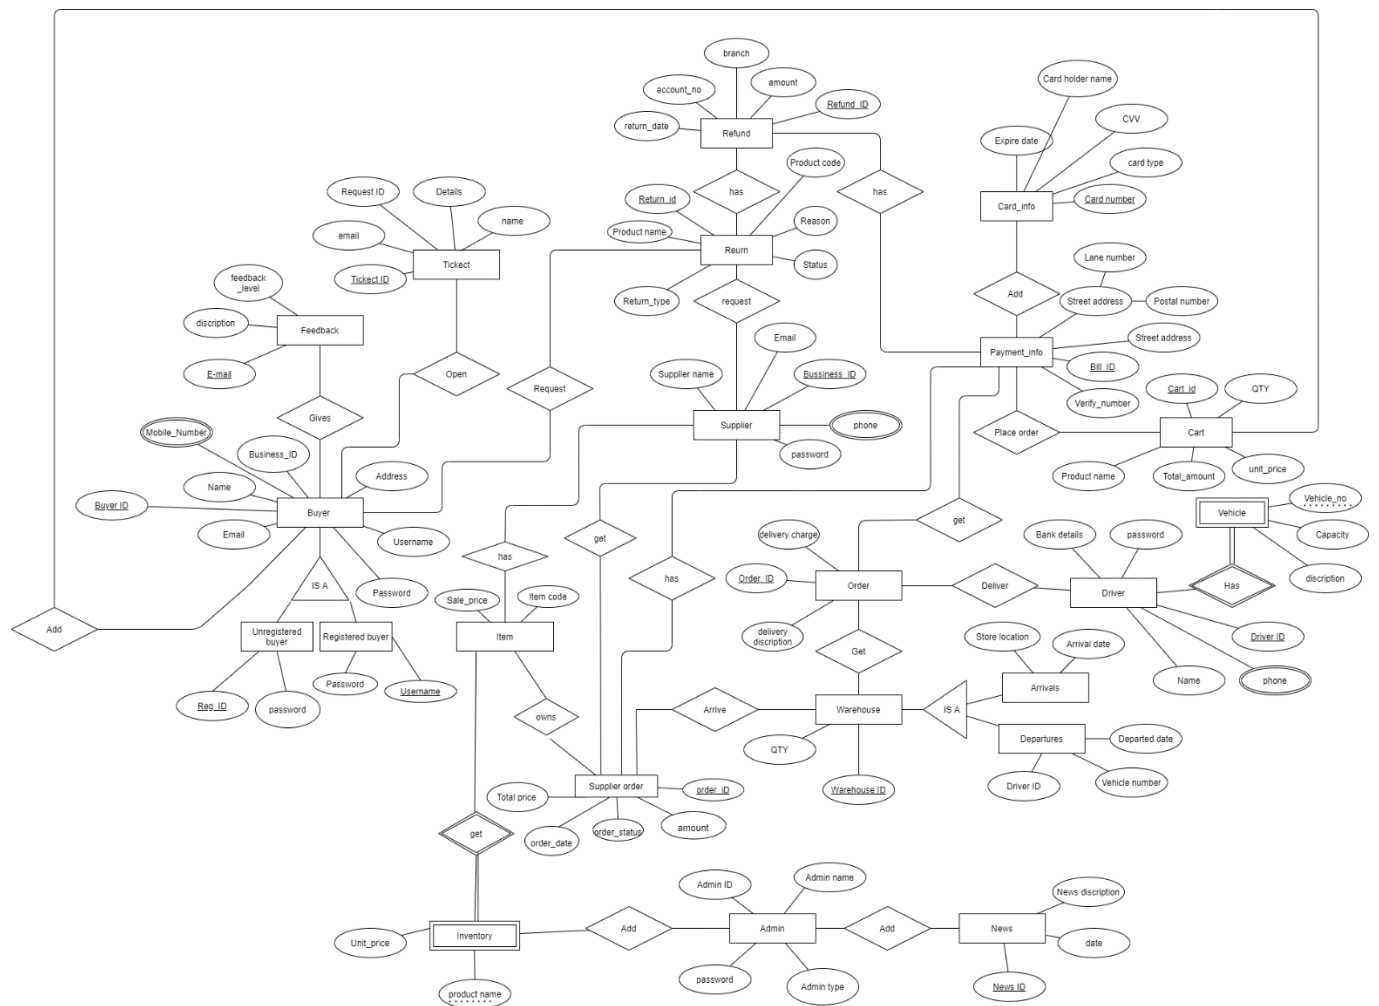 branch
account_no
amount
Refund_ID
return_date
Refund
Card holder name
CVV
Expire date
card type
Card number
Card_info
has
has
Product code
Return_id
Product name
Reurn
Reason
Status
Return_type
request
Request ID
Details
name
email
Tickect
Tickect ID
feedback
_level
discription
Feedback
E-mail
Open
Gives
Request
Add
Lane number
Street address
Postal number
Street address
Payment_info
Bill_ID
Verify_number
Email
Supplier name
Bussiness_ID
Supplier
phone
password
Cart_id
QTY
Place order
Cart
Product name
Total_amount
unit_price
Mobile_Number
Business_ID
Name
Address
Buyer ID
Buyer
Email
Username
IS A
Password
Add
Unregistered
buyer
Registered buyer
Reg_ID
password
Password
Username
get
has
has
get
Sale_price
Item code
Item
owns
delivery charge
Order_ID
Order
delivery
discription
Deliver
Get
Bank details
password
Driver
Vehicle
Vehicle_no
Capacity
discription
Has
Driver ID
phone
Name
Store location
Arrival date
Arrivals
Arrive
Warehouse
IS A
QTY
Warehouse ID
Departures
Departed date
Driver ID
Vehicle number
Supplier order
order_ID
Total price
order_date
order_status
amount
get
Inventory
Unit_price
product name
Add
Admin ID
Admin name
Admin
password
Admin type
Add
News
News discription
date
News ID